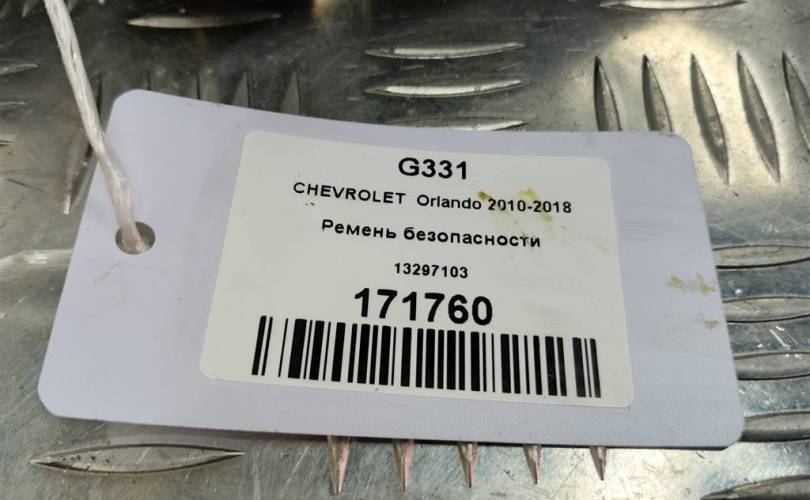 G331
CHEVROLET Orlando 2010-2018
Ремень безопасности
13297103
171760